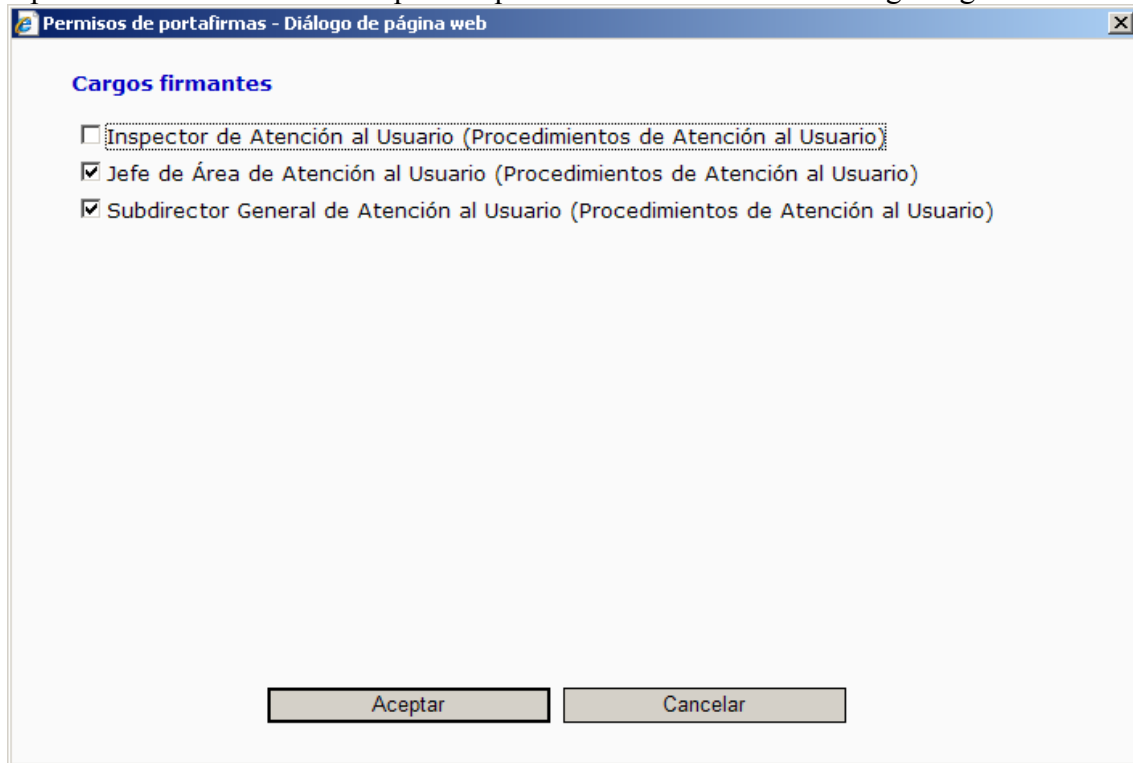 Permisos de portafirmas - Diálogo de página web
Cargos firmantes
Inspector de Atención al Usuario (Procedimientos de Atención al Usuario)
Jefe de Área de Atención al Usuario (Procedimientos de Atención al Usuario)
Subdirector General de Atención al Usuario (Procedimientos de Atención al Usuario)
Aceptar Cancelar